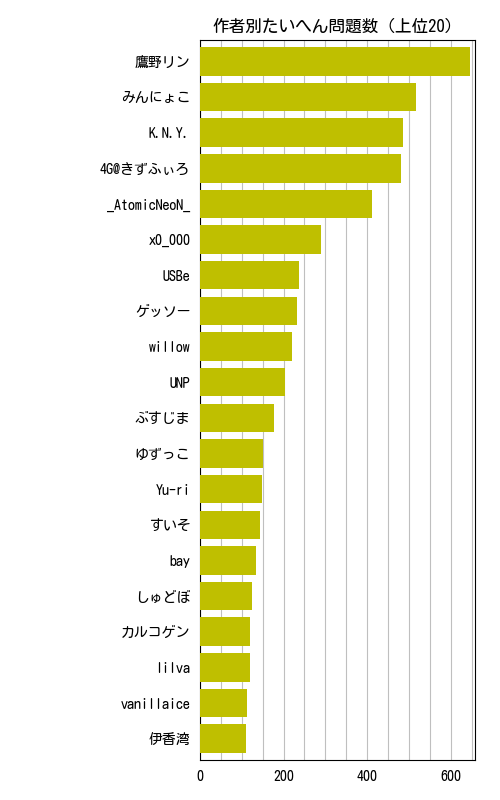 作者別たいへん問題数（上位20）
鷹野リン
みんにょこ
K.N.Y.
4G@きずふぃろ
_AtomicNeoN_
x0_000
USBe
ゲッソー
willow
UNP
ぶすじま
ゆずっこ
Yu-ri
すいそ
bay
しゅどぼ
カルコゲン
lilva
vanillaice
伊香湾
0 200 400 600